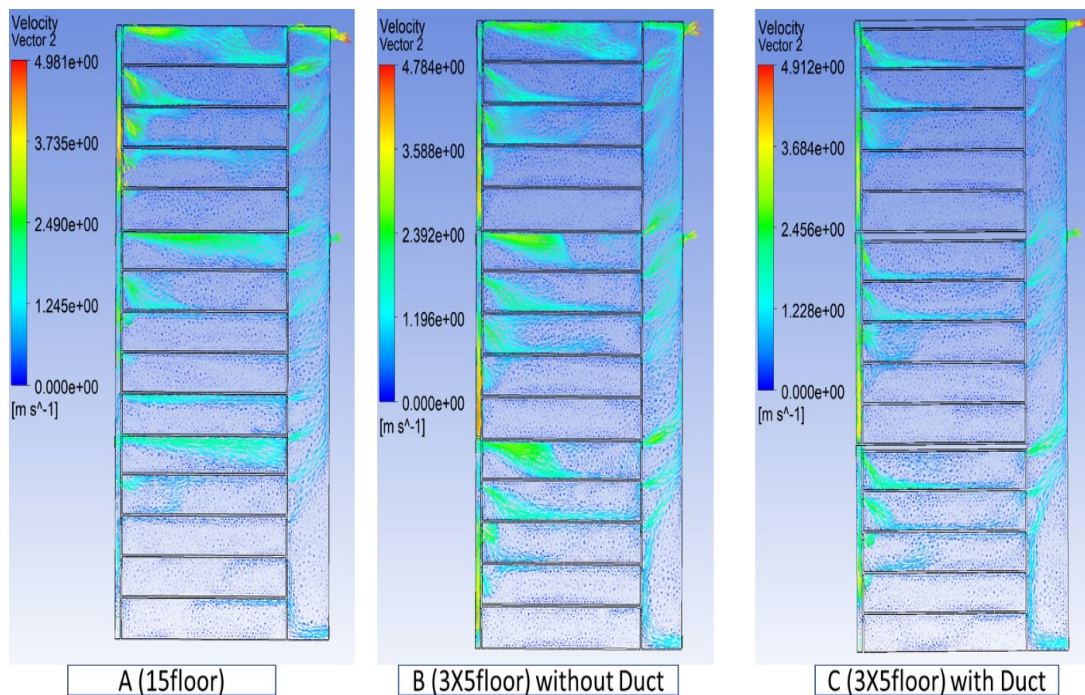 Velocity
Vector 2
4.981e+00
3.735e+00
2.490e+00
1.245e+00
0.000e+00
[m s^-1]
A (15floor)
Velocity
Vector 2
4.784e+00
3.588e+00
2.392e+00
1.196e+00
0.000e+00
[m s^-1]
B (3X5floor) without Duct
Velocity
Vector 2
4.912e+00
3.684e+00
2.456e+00
1.228e+00
0.000e+00
[m s^-1]
C (3X5floor) with Duct